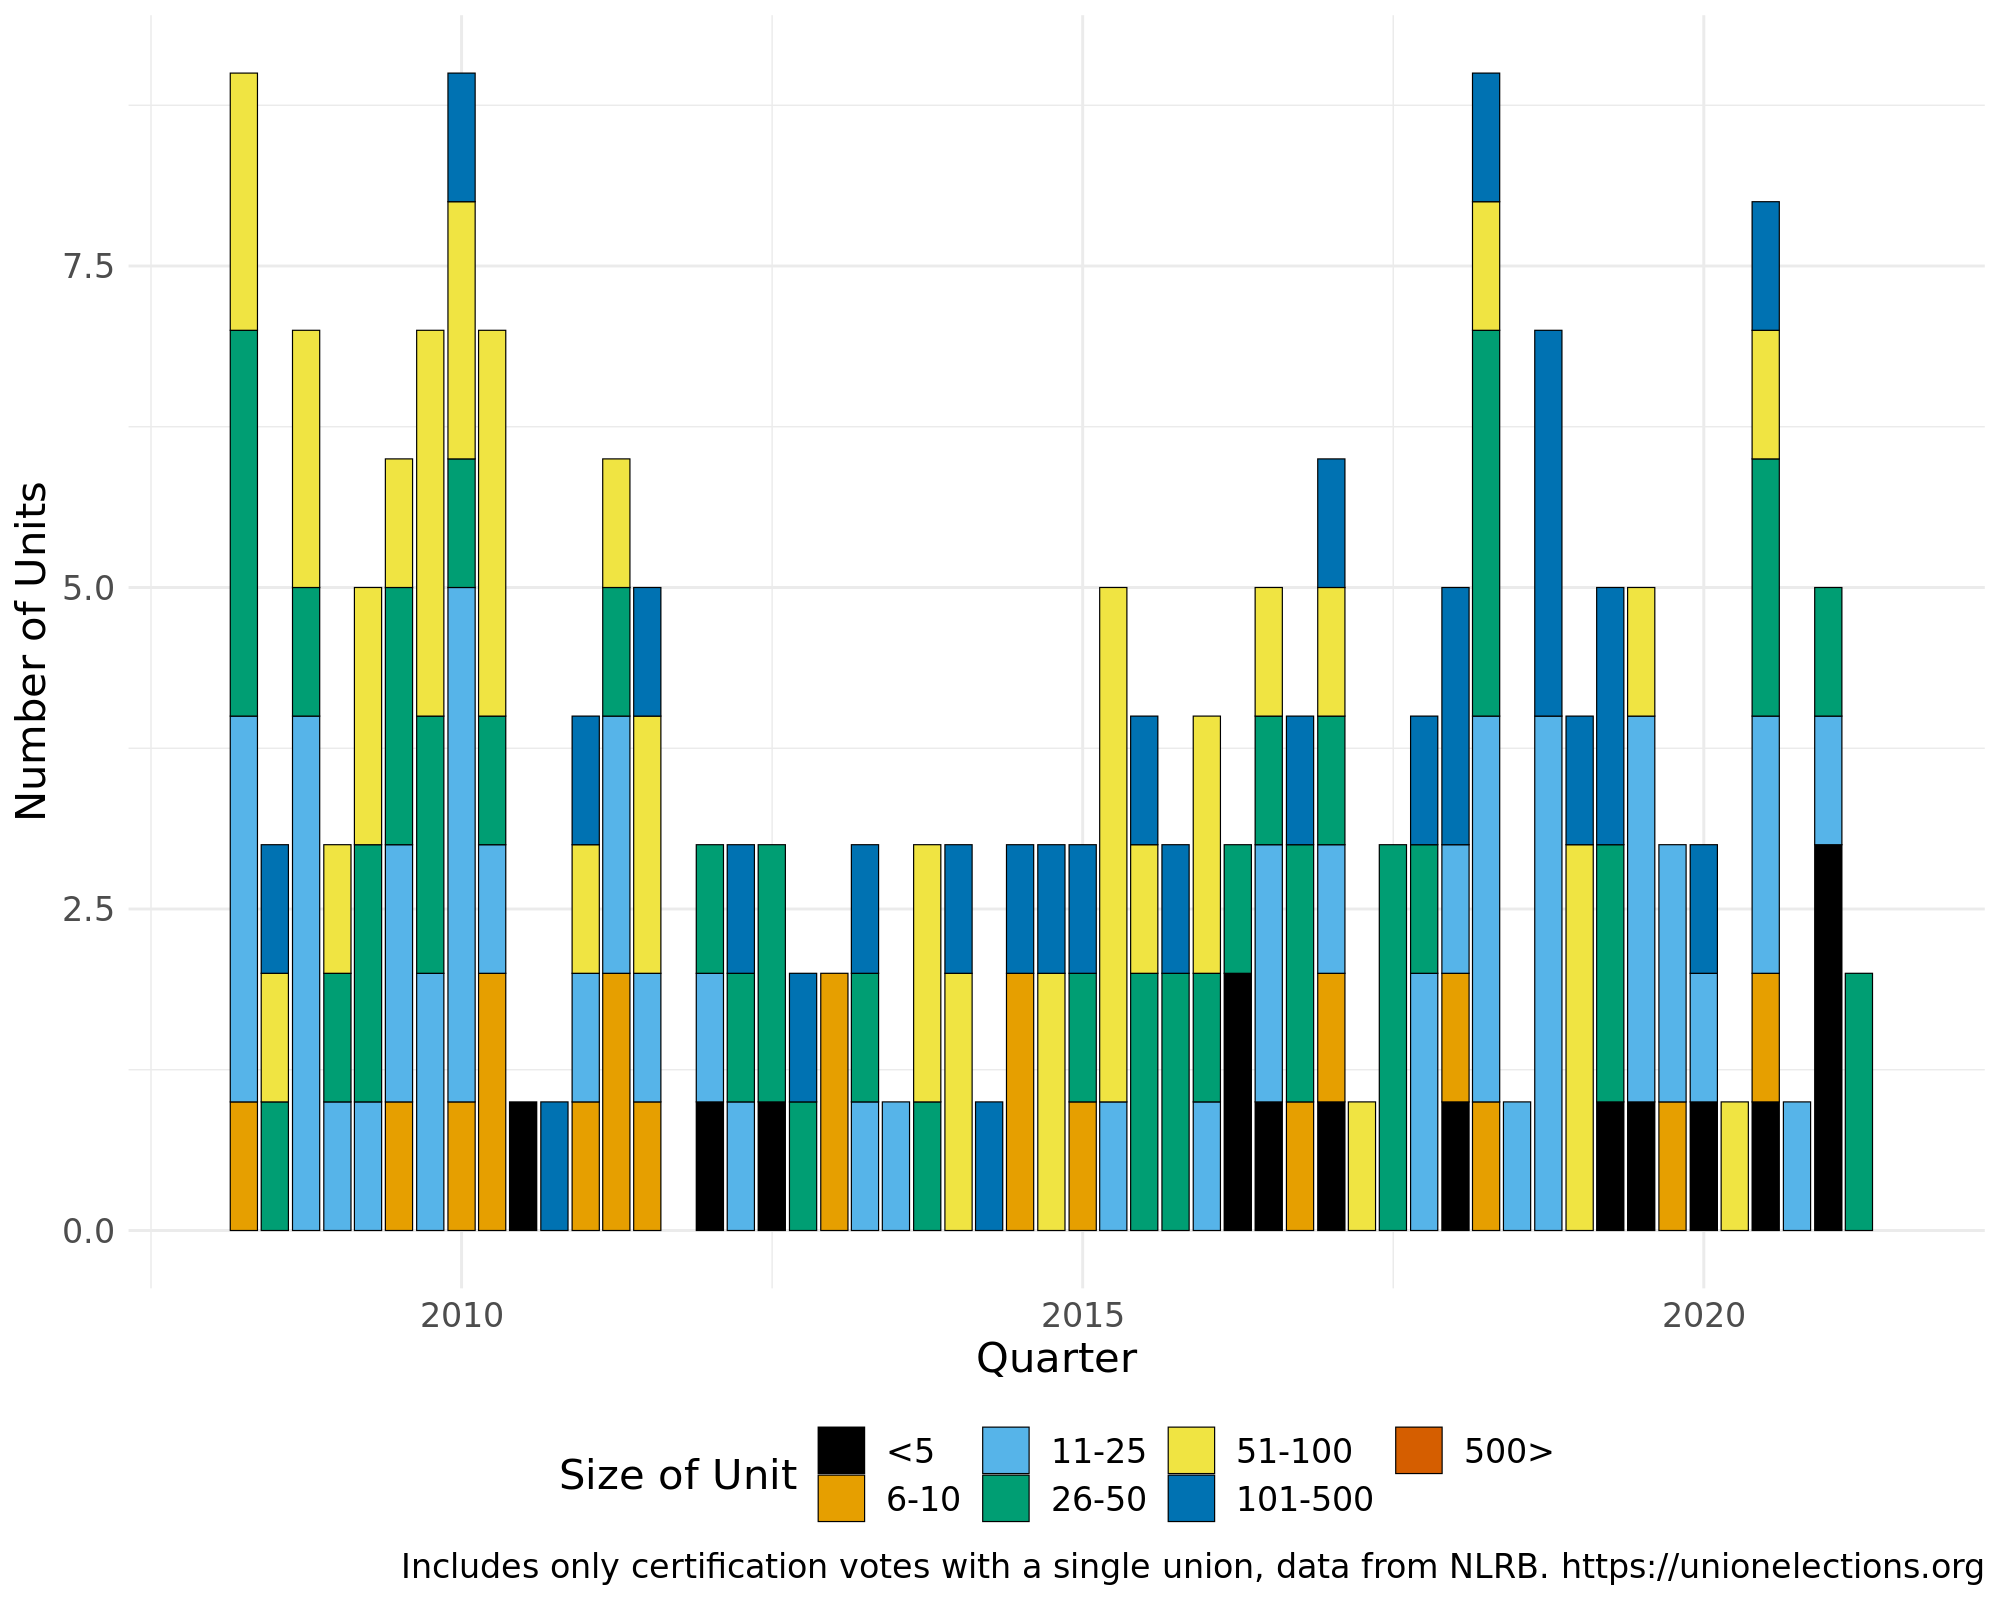 7.5
5.0
2.5
0.0
Number of Units
2010 2015 2020
Quarter
Size of Unit
<5 11-25 51-100 500>
6-10 26-50 101-500
Includes only certification votes with a single union, data from NLRB. https://unionelections.org